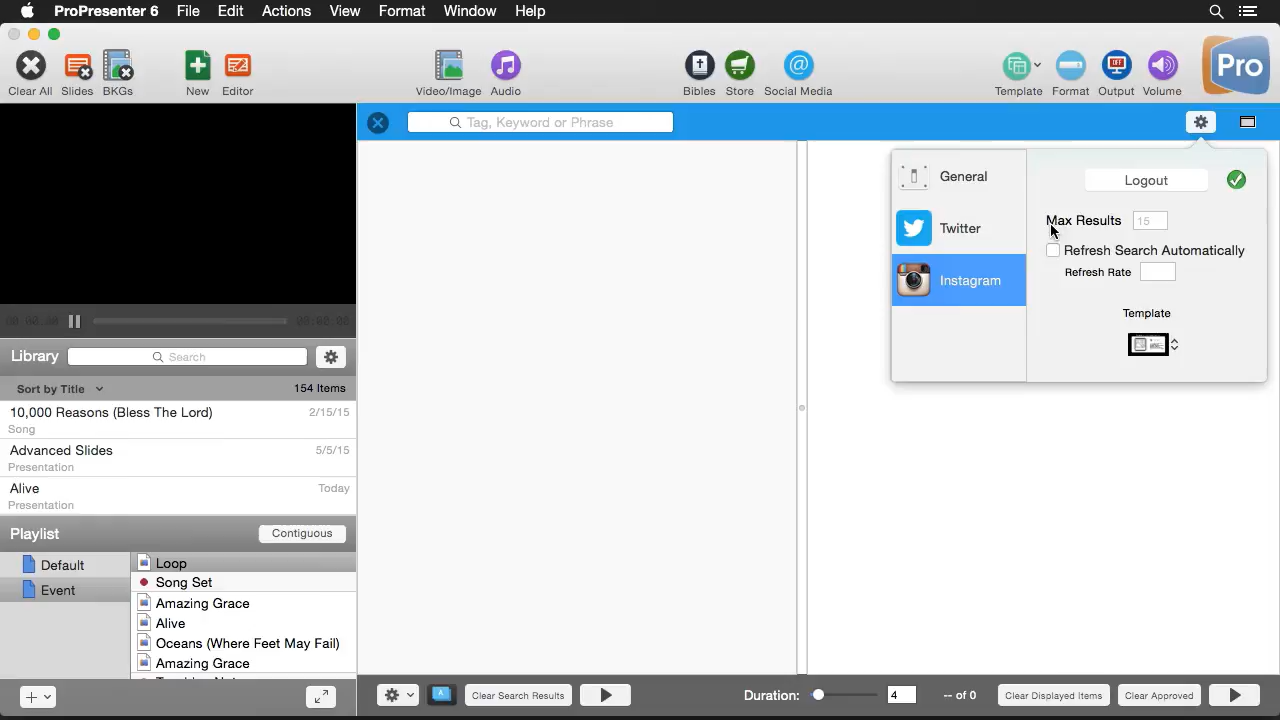 ProPresenter 6 File Edit Actions View Format Window Help
Clear All Slides BKGs New Editor Video/Image Audio Bibles Store Social Media Template Format Output Volume
OFF
Pro
Tag, Keyword or Phrase
General
Logout
Twitter
Max Results 15
Refresh Search Automatically
Refresh Rate
Instagram
Template
Library Search
Sort by Title 154 Items
10,000 Reasons (Bless The Lord) 2/15/15
Song
Advanced Slides 5/5/15
Presentation
Alive Today
Presentation
Playlist Contiguous
Default
Event
Loop
Song Set
Amazing Grace
Alive
Oceans (Where Feet May Fail)
Amazing Grace
A Clear Search Results Duration: 4 -- of 0 Clear Displayed Items Clear Approved